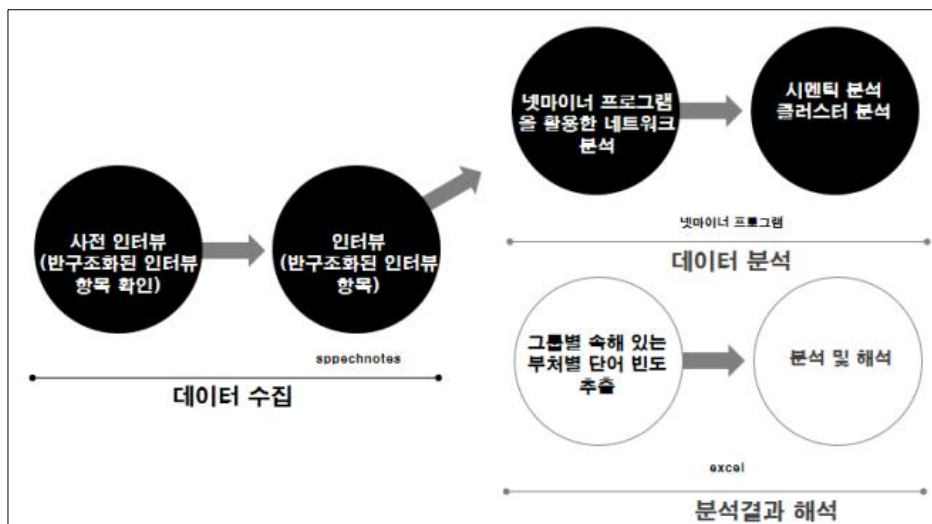 사전 인터뷰
(반구조화된 인터뷰
항목 확인)
인터뷰
(반구조화된 인터뷰
항목)
sppechnotes
데이터 수집
넷마이너 프로그램
을 활용한 네트워크
분석
시멘틱 분석
클러스터 분석
넷마이너 프로그램
데이터 분석
그룹별 속해 있는
부처별 단어 빈도
추출
분석 및 해석
excel
분석결과 해석